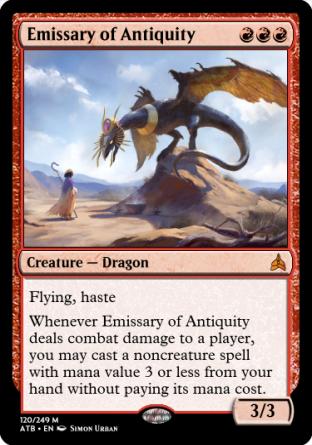 Emissary of Antiquity
Creature — Dragon
Flying, haste
Whenever Emissary of Antiquity
deals combat damage to a player,
you may cast a noncreature spell
with mana value 3 or less from your
hand without paying its mana cost.
3/3
120/249 M
ATB • EN SIMON URBAN